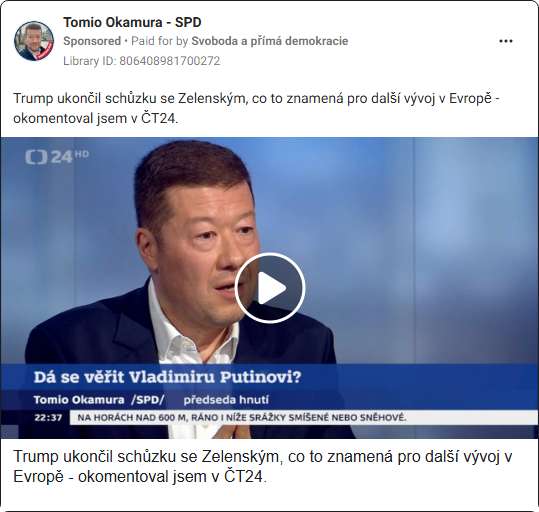 Tomio Okamura - SPD
Sponsored • Paid for by Svoboda a přímá demokracie
Library ID: 806408981700272
Trump ukončil schůzku se Zelenským, co to znamená pro další vývoj v Evropě -
okomentoval jsem v ČT24.
24 HD
Dá se věřit Vladimiru Putinovi?
Tomio Okamura /SPD/ předseda hnutí
22:37 NA HORÁCH NAD 600 M, RÁNO I NÍŽE SRÁŽKY SMÍŠENÉ NEBO SNĚHOVÉ.
Trump ukončil schůzku se Zelenským, co to znamená pro další vývoj v
Evropě - okomentoval jsem v ČT24.